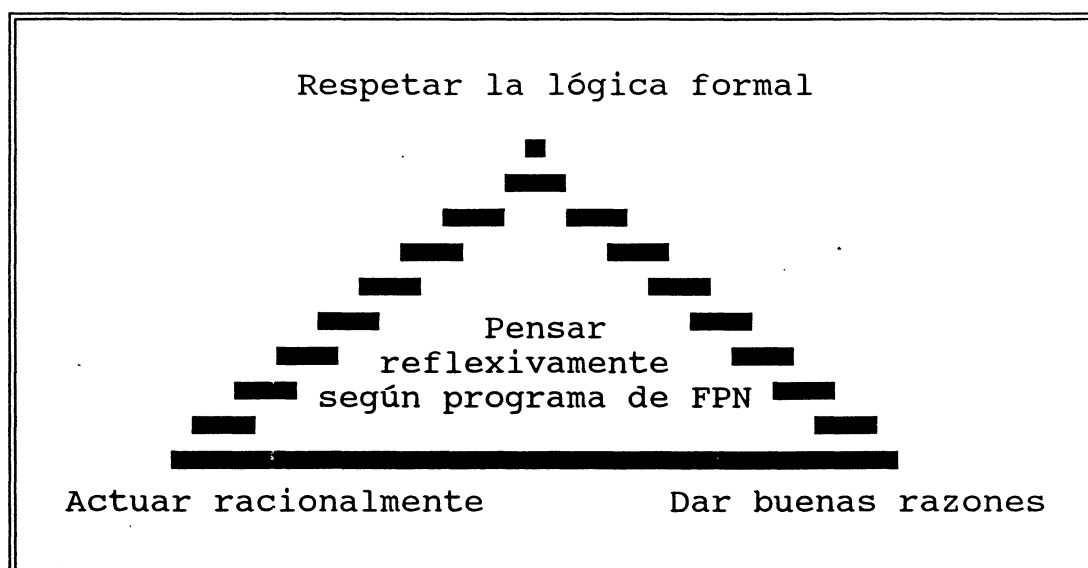 Respetar la lógica formal
Pensar
reflexivamente
según programa de FPN
Actuar racionalmente
Dar buenas razones